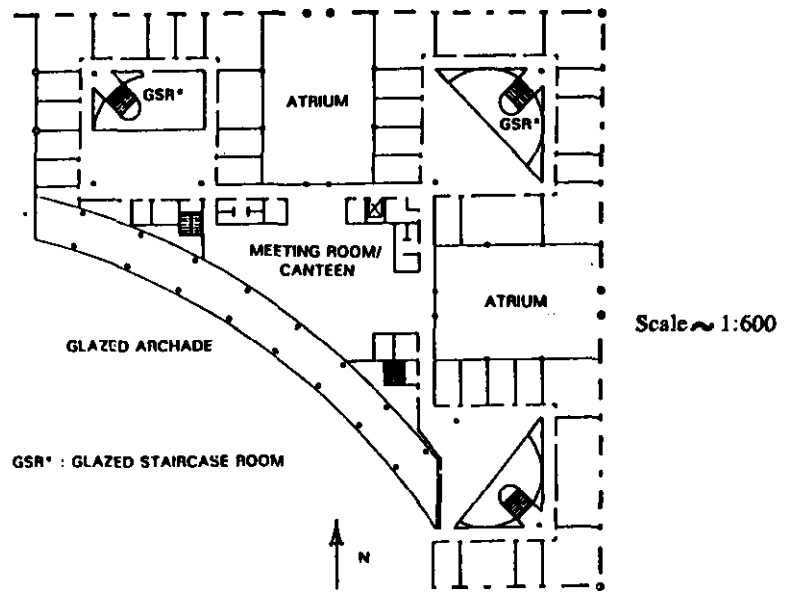 GSR*
ATRIUM
GSR*
MEETING ROOM/
CANTEEN
ATRIUM
Scale ~ 1:600
GLAZED ARCHADE
GSR* : GLAZED STAIRCASE ROOM
N